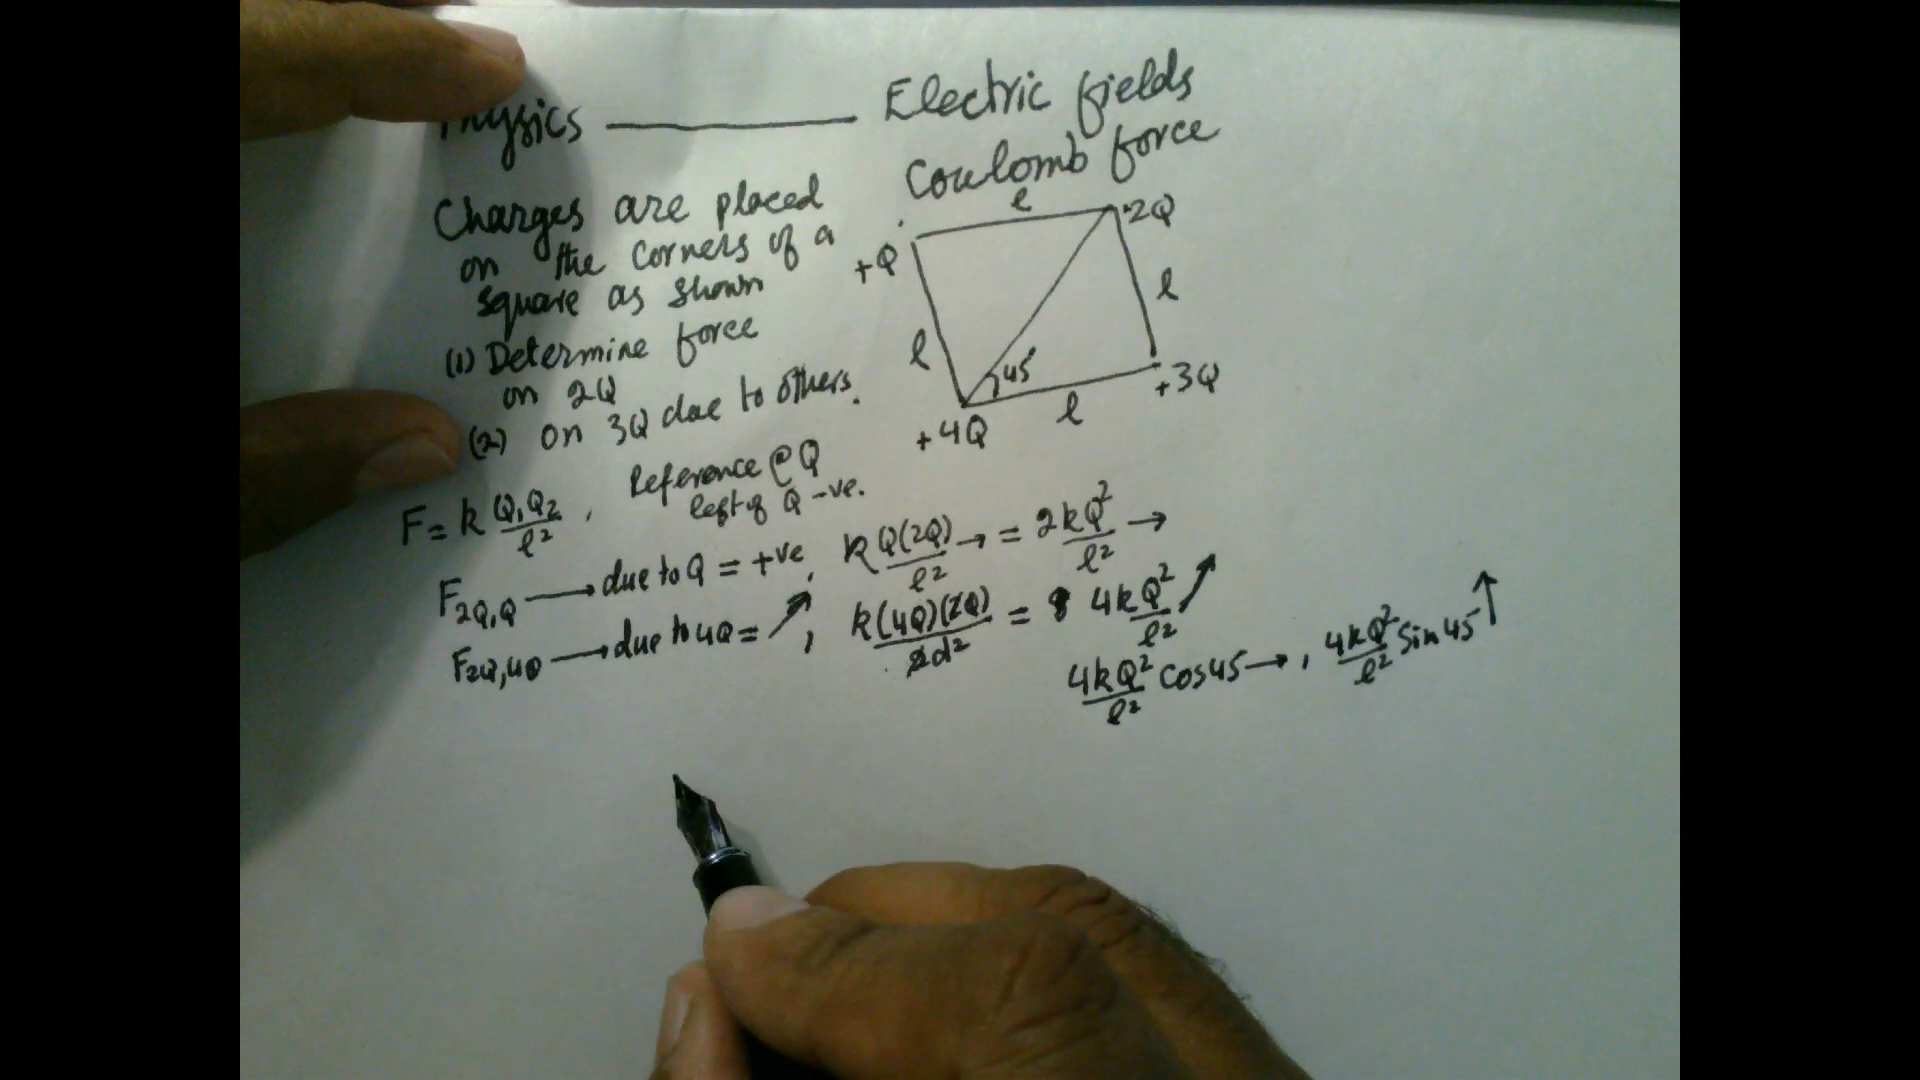 Physics ———— Electric fields
Coulomb force
Charges are placed
on the corners of a
square as shown
(1) Determine force
on 2Q
(2) on 3Q due to others.
l
2Q
+Q
l
l
45°
+3Q
l
+4Q
F = k Q₁Q₂/l² , Reference @ Q
left of Q -ve.
F2Q,Q → due to Q = +ve , kQ(2Q)/l² → = 2kQ²/l² →
F2Q,4Q → due to 4Q = ↗ , k(4Q)(2Q)/2d² = 4kQ²/l² ↗
4kQ²/l² cos45 → , 4kQ²/l² Sin45 ↑